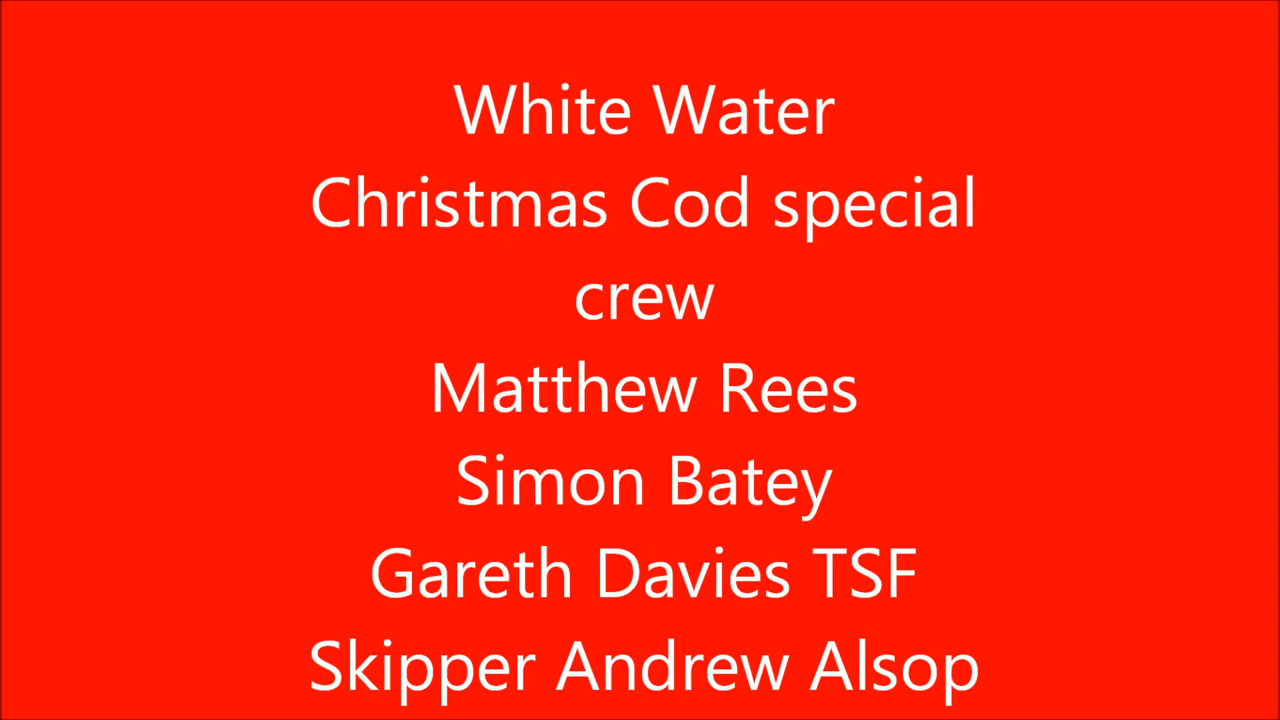 White Water
Christmas Cod special
crew
Matthew Rees
Simon Batey
Gareth Davies TSF
Skipper Andrew Alsop